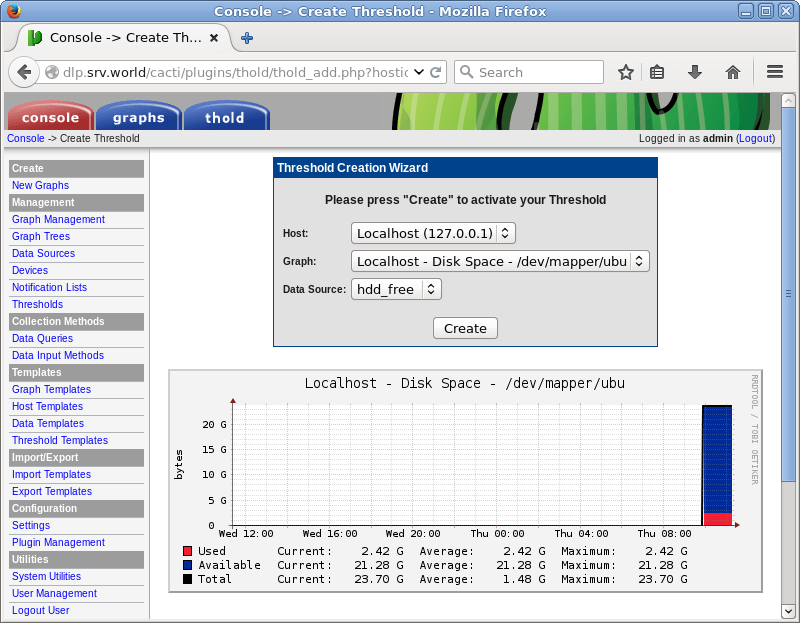 Console -> Create Threshold - Mozilla Firefox
Console -> Create Th...
dlp.srv.world/cacti/plugins/thold/thold_add.php?hostic
Search
console
graphs
thold
Console -> Create Threshold
Logged in as admin (Logout)
Create
New Graphs
Management
Graph Management
Graph Trees
Data Sources
Devices
Notification Lists
Thresholds
Collection Methods
Data Queries
Data Input Methods
Templates
Graph Templates
Host Templates
Data Templates
Threshold Templates
Import/Export
Import Templates
Export Templates
Configuration
Settings
Plugin Management
Utilities
System Utilities
User Management
Logout User
Threshold Creation Wizard
Please press "Create" to activate your Threshold
Host: Localhost (127.0.0.1)
Graph: Localhost - Disk Space - /dev/mapper/ubu
Data Source: hdd_free
Create
Localhost - Disk Space - /dev/mapper/ubu
RRDTOOL / TOBI OETIKER
bytes
20 G
15 G
10 G
5 G
0
Wed 12:00 Wed 16:00 Wed 20:00 Thu 00:00 Thu 04:00 Thu 08:00
Used Current: 2.42 G Average: 2.42 G Maximum: 2.42 G
Available Current: 21.28 G Average: 21.28 G Maximum: 21.28 G
Total Current: 23.70 G Average: 1.48 G Maximum: 23.70 G